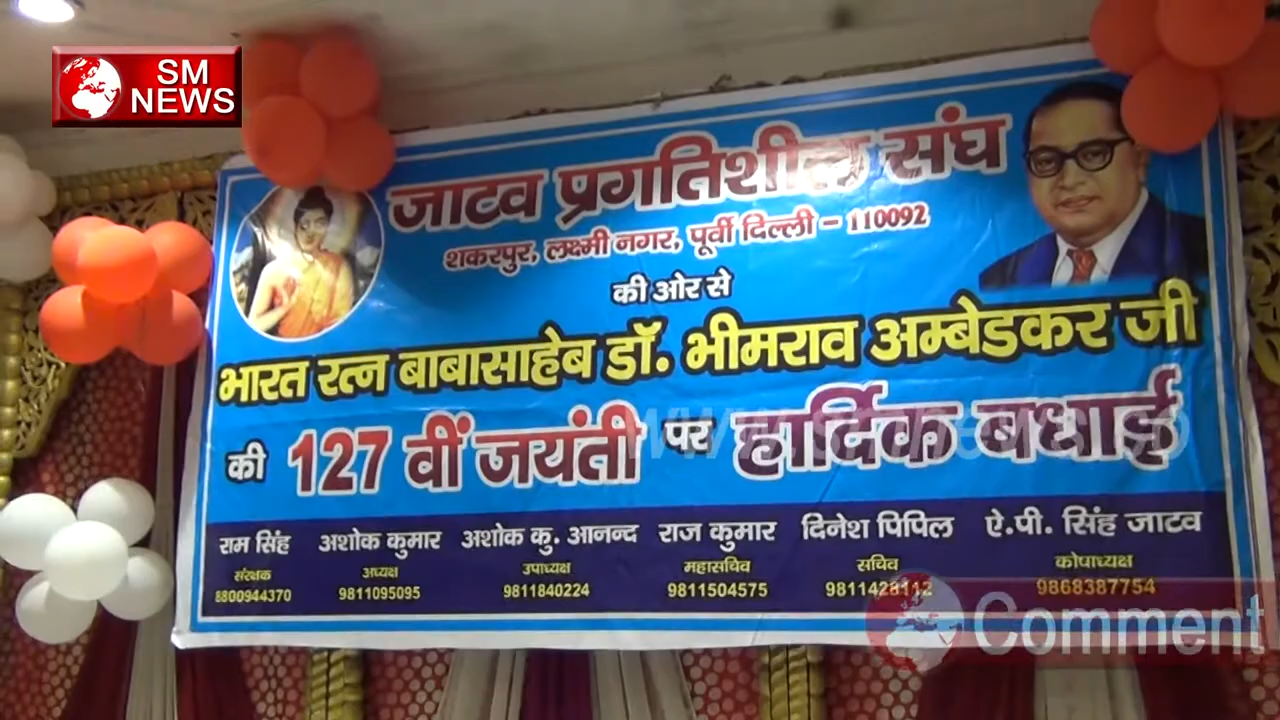 SM
NEWS
जाटव प्रगतिशील संघ
शकरपुर, लक्ष्मी नगर, पूर्वी दिल्ली - 110092
की ओर से
भारत रत्न बाबासाहेब डॉ. भीमराव अम्बेडकर जी
की 127 वीं जयंती पर हार्दिक बधाई
राम सिंह अशोक कुमार अशोक कु. आनन्द राज कुमार दिनेश पिपिल ऐ.पी. सिंह जाटव
संरक्षक अध्यक्ष उपाध्यक्ष महासचिव सचिव कोषाध्यक्ष
8800944370 9811095095 9811840224 9811504575 9811428112 9868387754
Comment